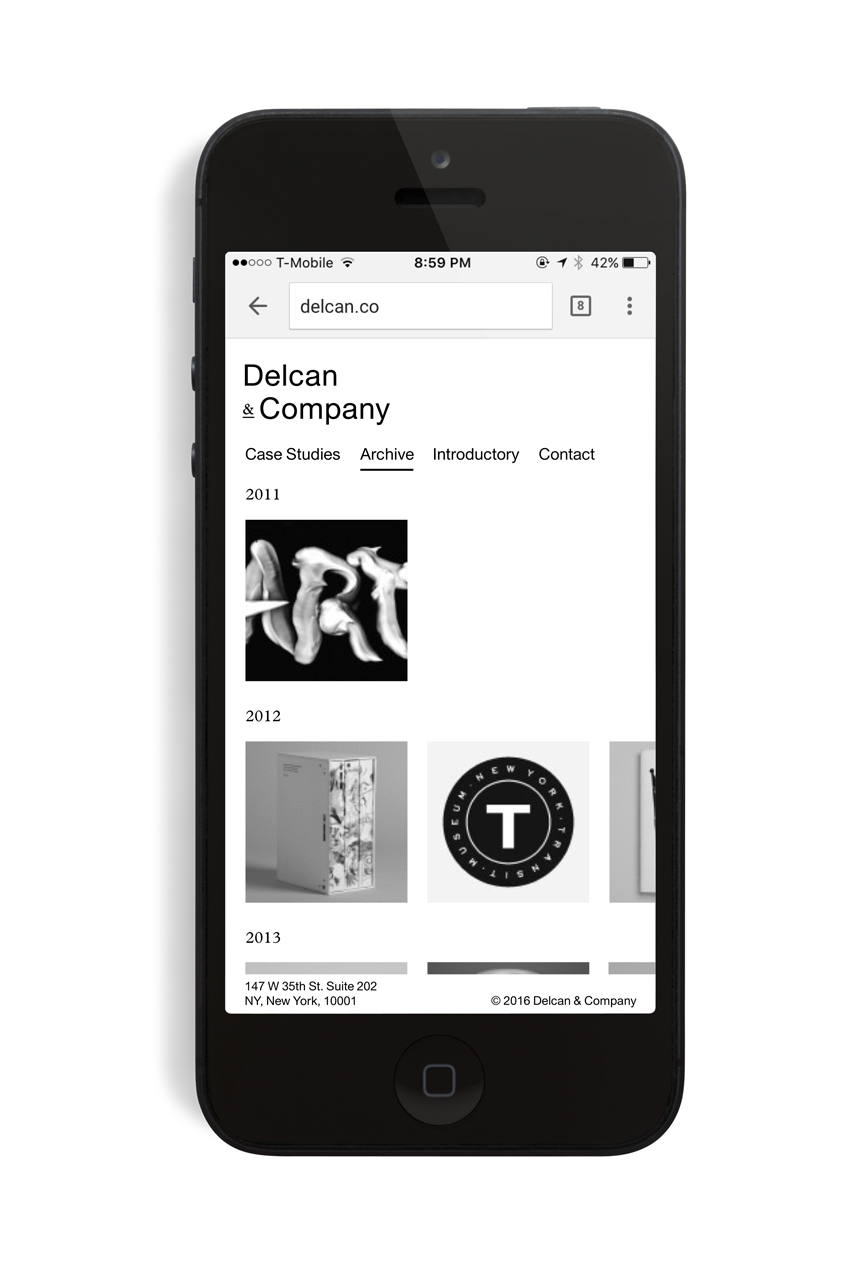 T-Mobile 8:59 PM 42%
delcan.co 8
Delcan
& Company
Case Studies Archive Introductory Contact
2011
ART
2012
MUSEUM · NEW YORK · TRANSIT ·
T
2013
147 W 35th St. Suite 202
NY, New York, 10001 © 2016 Delcan & Company